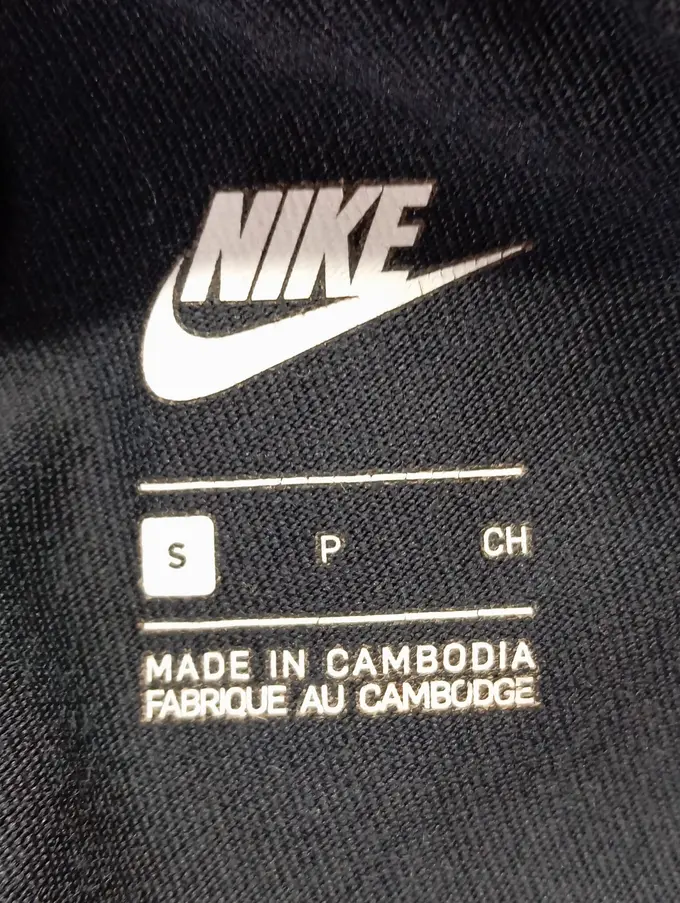 NIKE
S P CH
MADE IN CAMBODIA
FABRIQUE AU CAMBODGE